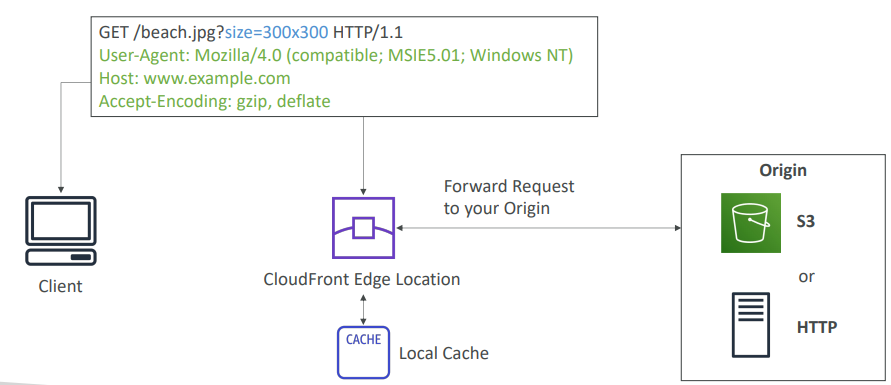 GET /beach.jpg?size=300x300 HTTP/1.1
User-Agent: Mozilla/4.0 (compatible; MSIE5.01; Windows NT)
Host: www.example.com
Accept-Encoding: gzip, deflate
Origin
Forward Request
to your Origin
S3
CloudFront Edge Location
Client
or
HTTP
CACHE
Local Cache